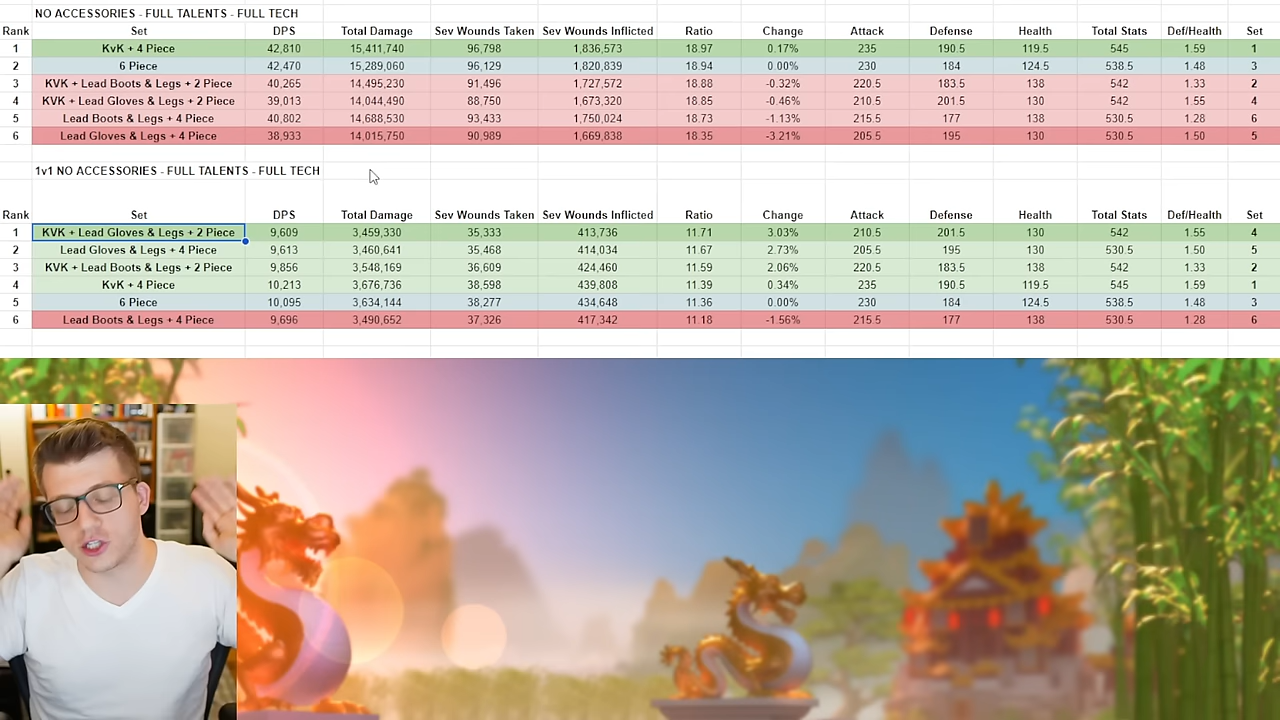 NO ACCESSORIES - FULL TALENTS - FULL TECH
Rank Set DPS Total Damage Sev Wounds Taken Sev Wounds Inflicted Ratio Change Attack Defense Health Total Stats Def/Health Set
1 KvK + 4 Piece 42,810 15,411,740 96,798 1,836,573 18.97 0.17% 235 190.5 119.5 545 1.59 1
2 6 Piece 42,470 15,289,060 96,129 1,820,839 18.94 0.00% 230 184 124.5 538.5 1.48 3
3 KVK + Lead Boots & Legs + 2 Piece 40,265 14,495,230 91,496 1,727,572 18.88 -0.32% 220.5 183.5 138 542 1.33 2
4 KVK + Lead Gloves & Legs + 2 Piece 39,013 14,044,490 88,750 1,673,320 18.85 -0.46% 210.5 201.5 130 542 1.55 4
5 Lead Boots & Legs + 4 Piece 40,802 14,688,530 93,433 1,750,024 18.73 -1.13% 215.5 177 138 530.5 1.28 6
6 Lead Gloves & Legs + 4 Piece 38,933 14,015,750 90,989 1,669,838 18.35 -3.21% 205.5 195 130 530.5 1.50 5
1v1 NO ACCESSORIES - FULL TALENTS - FULL TECH
Rank Set DPS Total Damage Sev Wounds Taken Sev Wounds Inflicted Ratio Change Attack Defense Health Total Stats Def/Health Set
1 KVK + Lead Gloves & Legs + 2 Piece 9,609 3,459,330 35,333 413,736 11.71 3.03% 210.5 201.5 130 542 1.55 4
2 Lead Gloves & Legs + 4 Piece 9,613 3,460,641 35,468 414,034 11.67 2.73% 205.5 195 130 530.5 1.50 5
3 KVK + Lead Boots & Legs + 2 Piece 9,856 3,548,169 36,609 424,460 11.59 2.06% 220.5 183.5 138 542 1.33 2
4 KvK + 4 Piece 10,213 3,676,736 38,598 439,808 11.39 0.34% 235 190.5 119.5 545 1.59 1
5 6 Piece 10,095 3,634,144 38,277 434,648 11.36 0.00% 230 184 124.5 538.5 1.48 3
6 Lead Boots & Legs + 4 Piece 9,696 3,490,652 37,326 417,342 11.18 -1.56% 215.5 177 138 530.5 1.28 6